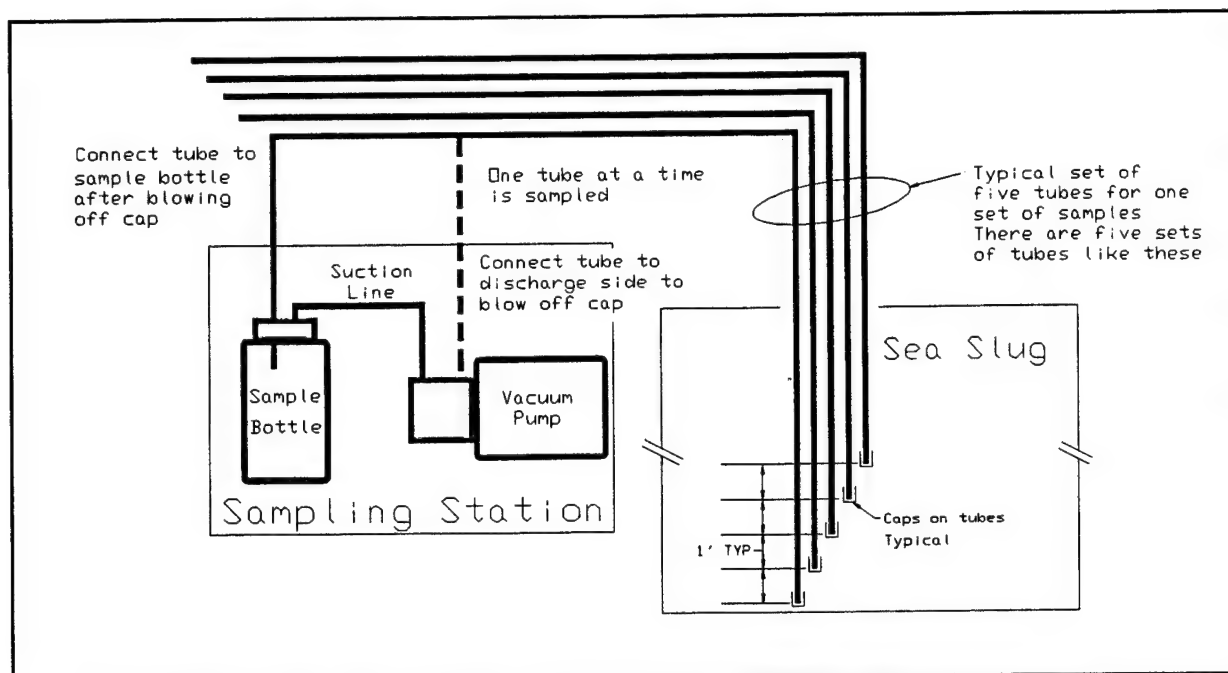 Connect tube to
sample bottle
after blowing
off cap
One tube at a time
is sampled
Typical set of
five tubes for one
set of samples
There are five sets
of tubes like these
Suction
Line
Connect tube to
discharge side to
blow off cap
Sea Slug
Sample
Bottle
Vacuum
Pump
Sampling Station
Caps on tubes
Typical
1' TYP